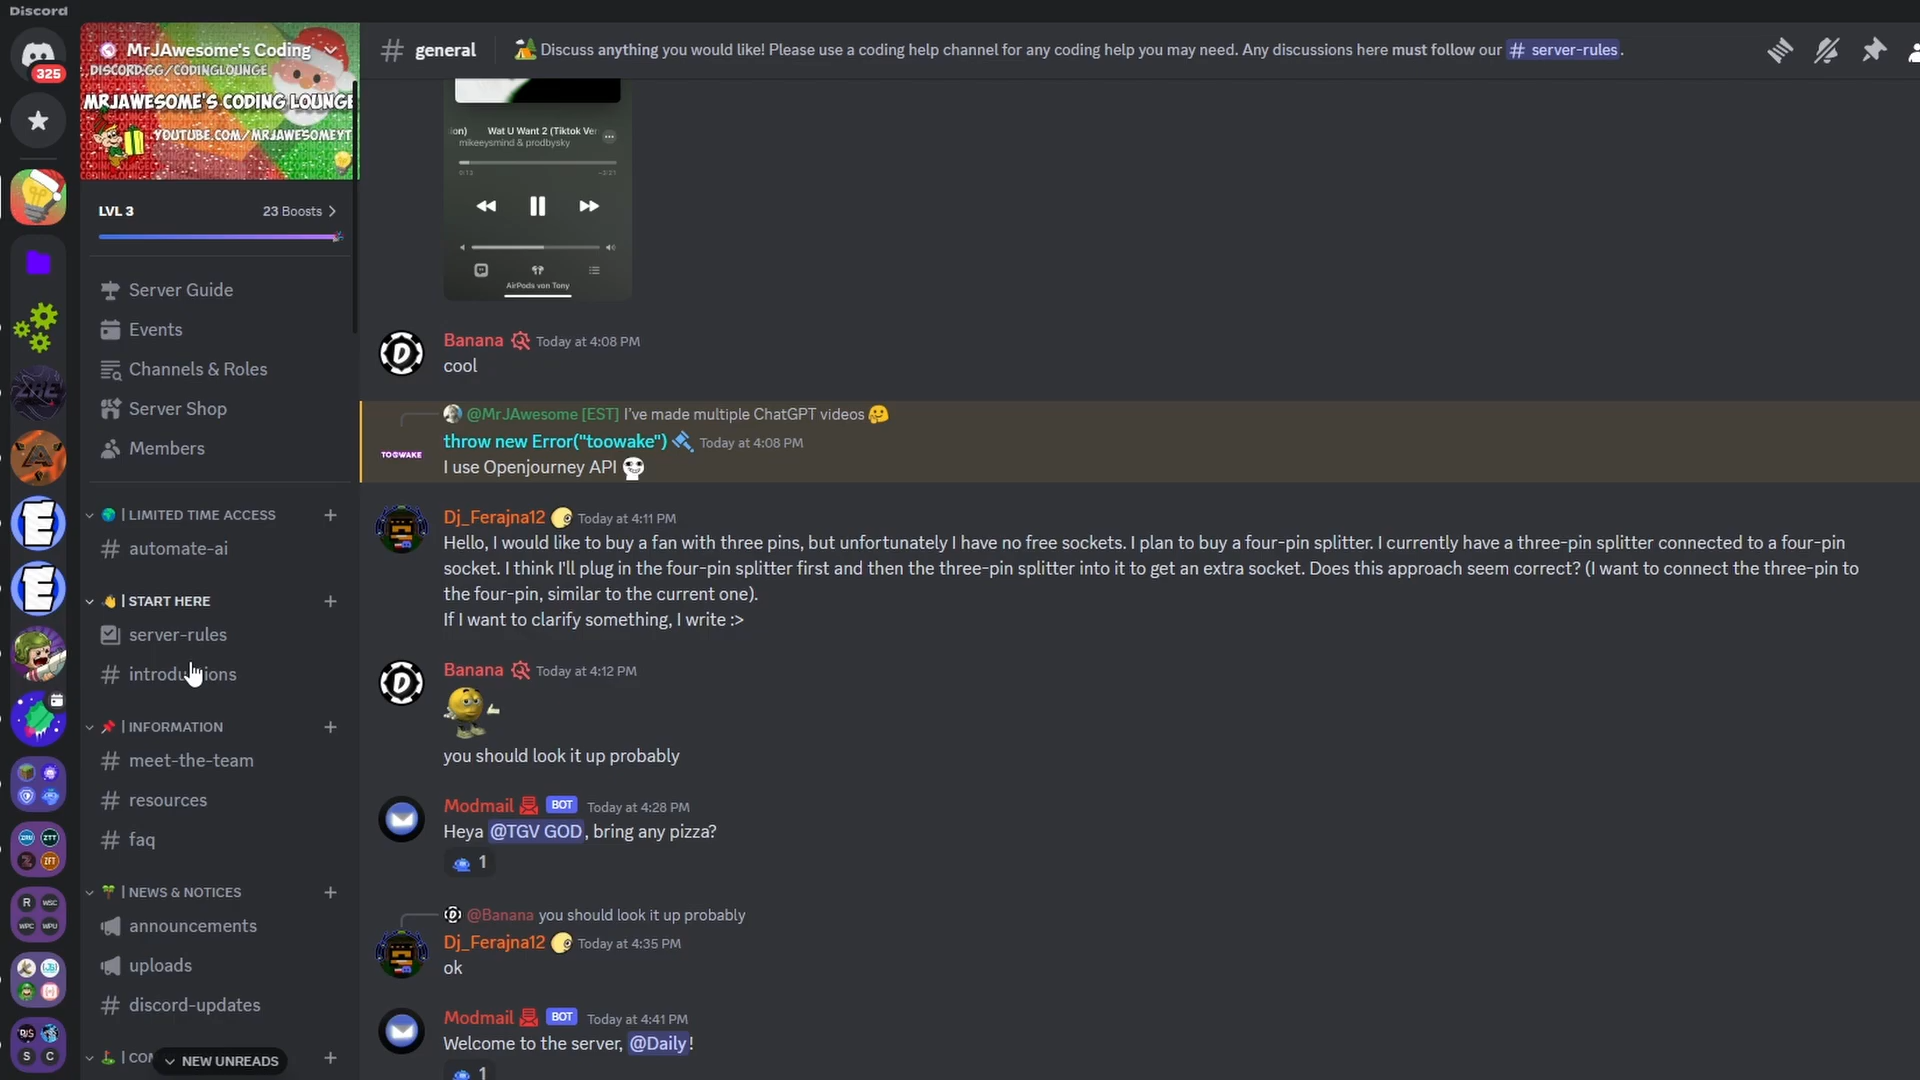 Discord
325
MrJAwesome's Coding
DISCORD.GG/CODINGLOUNGE
MRJAWESOME'S CODING LOUNGE
YOUTUBE.COM/MRJAWESOMEYT
LVL 3
23 Boosts
Server Guide
Events
Channels & Roles
Server Shop
Members
| LIMITED TIME ACCESS
automate-ai
| START HERE
server-rules
| INFORMATION
meet-the-team
resources
faq
| NEWS & NOTICES
announcements
uploads
discord-updates
NEW UNREADS
# general
Discuss anything you would like! Please use a coding help channel for any coding help you may need. Any discussions here must follow our # server-rules.
ion) Wat U Want 2 (Tiktok Ver
mikeeysmind & prodbysky
0:13
-3:21
AirPods von Tony
Banana Today at 4:08 PM
cool
@MrJAwesome [EST] I've made multiple ChatGPT videos
throw new Error("toowake") Today at 4:08 PM
I use Openjourney API
TOOWAKE
Dj_Ferajna12 Today at 4:11 PM
Hello, I would like to buy a fan with three pins, but unfortunately I have no free sockets. I plan to buy a four-pin splitter. I currently have a three-pin splitter connected to a four-pin
socket. I think I'll plug in the four-pin splitter first and then the three-pin splitter into it to get an extra socket. Does this approach seem correct? (I want to connect the three-pin to
the four-pin, similar to the current one).
If I want to clarify something, I write :>
Banana Today at 4:12 PM
you should look it up probably
Modmail BOT Today at 4:28 PM
Heya @TGV GOD, bring any pizza?
1
@Banana you should look it up probably
Dj_Ferajna12 Today at 4:35 PM
ok
Modmail BOT Today at 4:41 PM
Welcome to the server, @Daily!
1